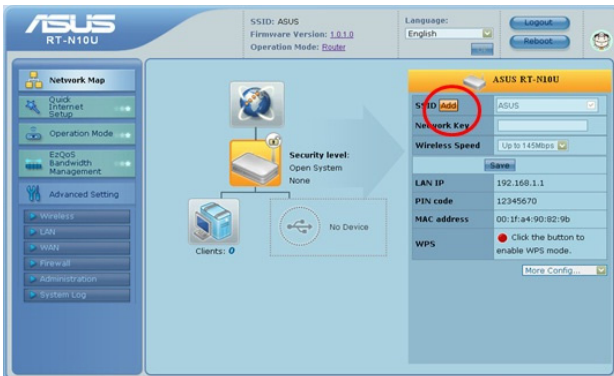 ASUS
RT-N10U
SSID: ASUS
Firmware Version: 1.0.1.0
Operation Mode: Router
Language:
English
Logout
Reboot
Network Map
Quick
Internet
Setup
Operation Mode
EzQoS
Bandwidth
Management
Advanced Setting
Wireless
LAN
WAN
Firewall
Administration
System Log
Security level:
Open System
None
Clients: 0
No Device
ASUS RT-N10U
SSID Add ASUS
Network Key
Wireless Speed Up to 145Mbps
Save
LAN IP 192.168.1.1
PIN code 12345670
MAC address 00:1f:a4:90:82:9b
WPS Click the button to
enable WPS mode.
More Config...